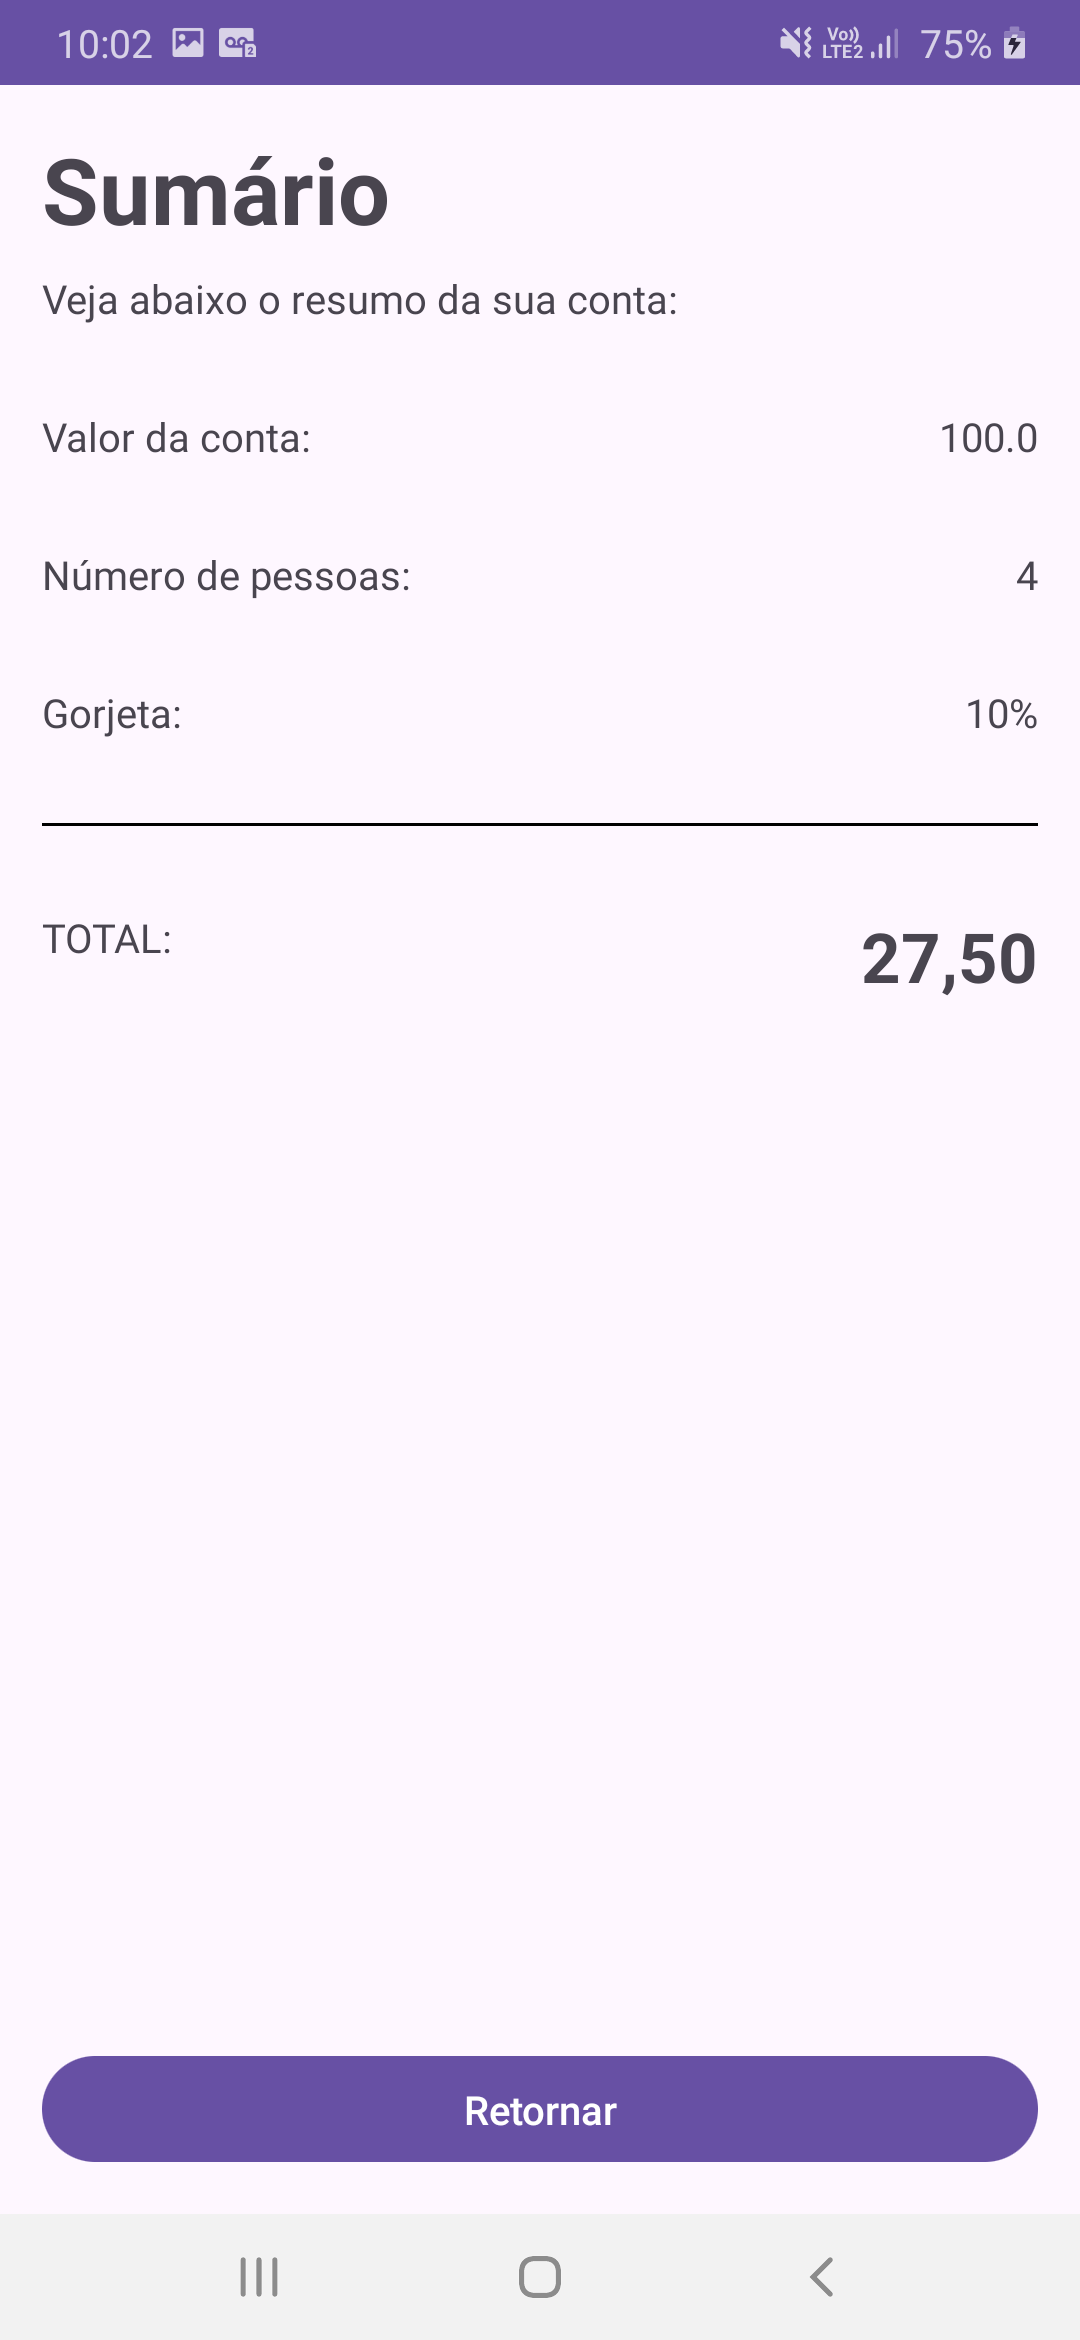 10:02 2 Vo)) LTE2 75%
Sumário
Veja abaixo o resumo da sua conta:
Valor da conta: 100.0
Número de pessoas: 4
Gorjeta: 10%
TOTAL: 27,50
Retornar